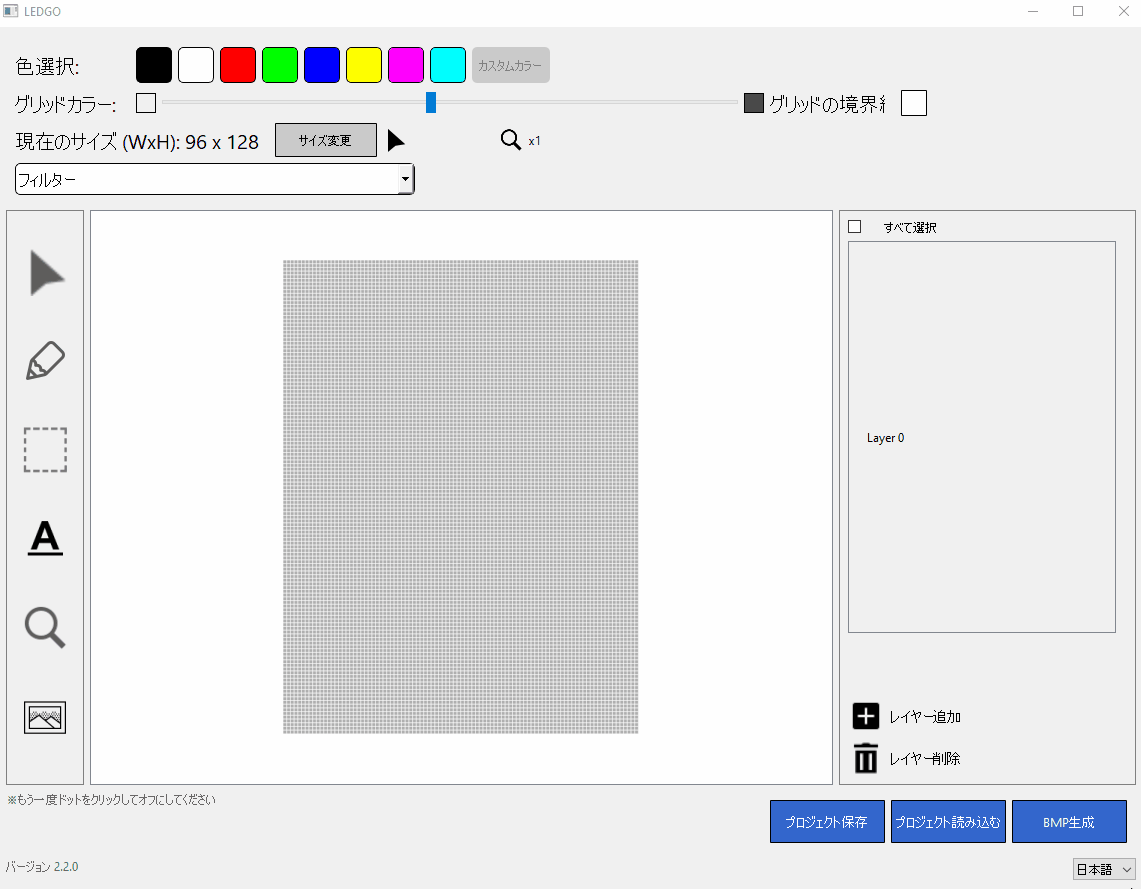 LEDGO
色選択:
カスタムカラー
グリッドカラー:
グリッドの境界
現在のサイズ (WxH): 96 x 128
サイズ変更
x1
フィルター
すべて選択
A
Layer 0
レイヤー追加
レイヤー削除
※もう一度ドットをクリックしてオフにしてください
プロジェクト保存
プロジェクト読み込む
BMP生成
バージョン 2.2.0
日本語